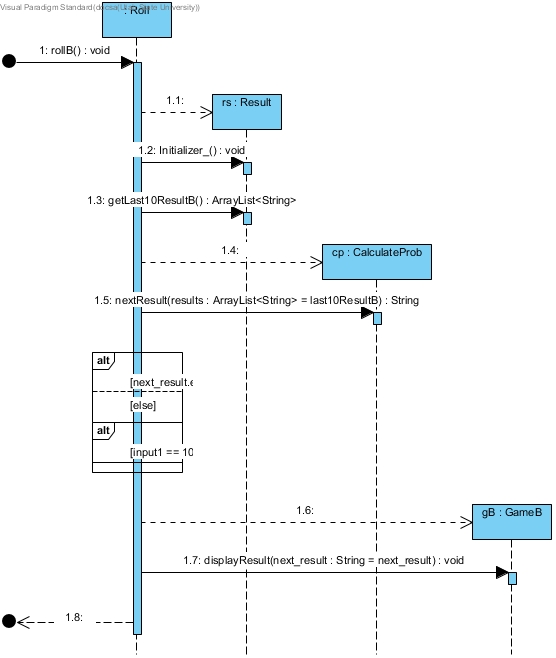 Visual Paradigm Standard(
State University))
: Roll
1: rollB() : void
1.1:
rs : Result
1.2: Initializer_() : void
1.3: getLast10ResultB() : ArrayList<String>
1.4:
cp : CalculateProb
1.5: nextResult(results : ArrayList<String> = last10ResultB) : String
alt
[next_result.e
[else]
alt
[input1 == 10
1.6:
gB : GameB
1.7: displayResult(next_result : String = next_result) : void
1.8: